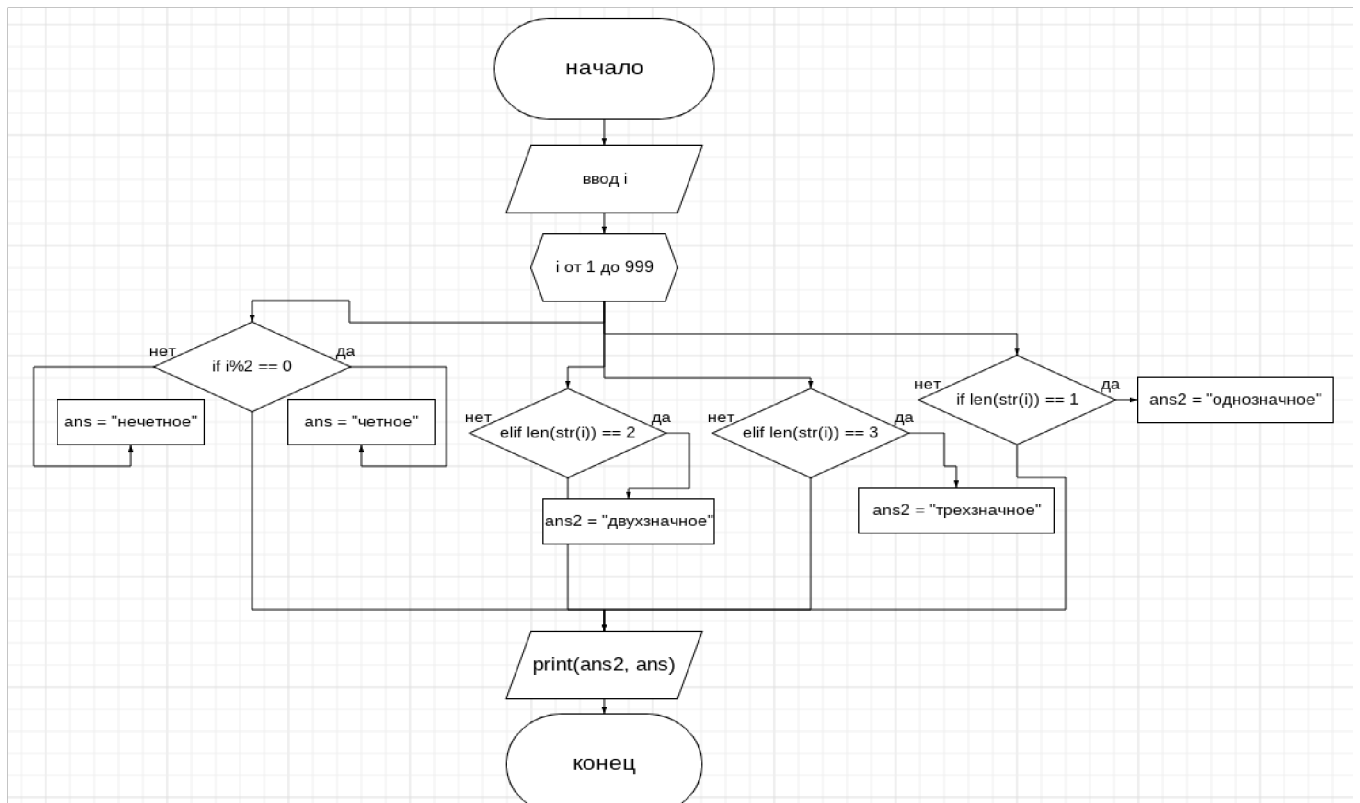 начало
ввод i
i от 1 до 999
нет
да
if i%2 == 0
ans = "нечетное"
ans = "четное"
нет
да
elif len(str(i)) == 2
ans2 = "двухзначное"
нет
да
elif len(str(i)) == 3
ans2 = "трехзначное"
нет
да
if len(str(i)) == 1
ans2 = "однозначное"
print(ans2, ans)
конец